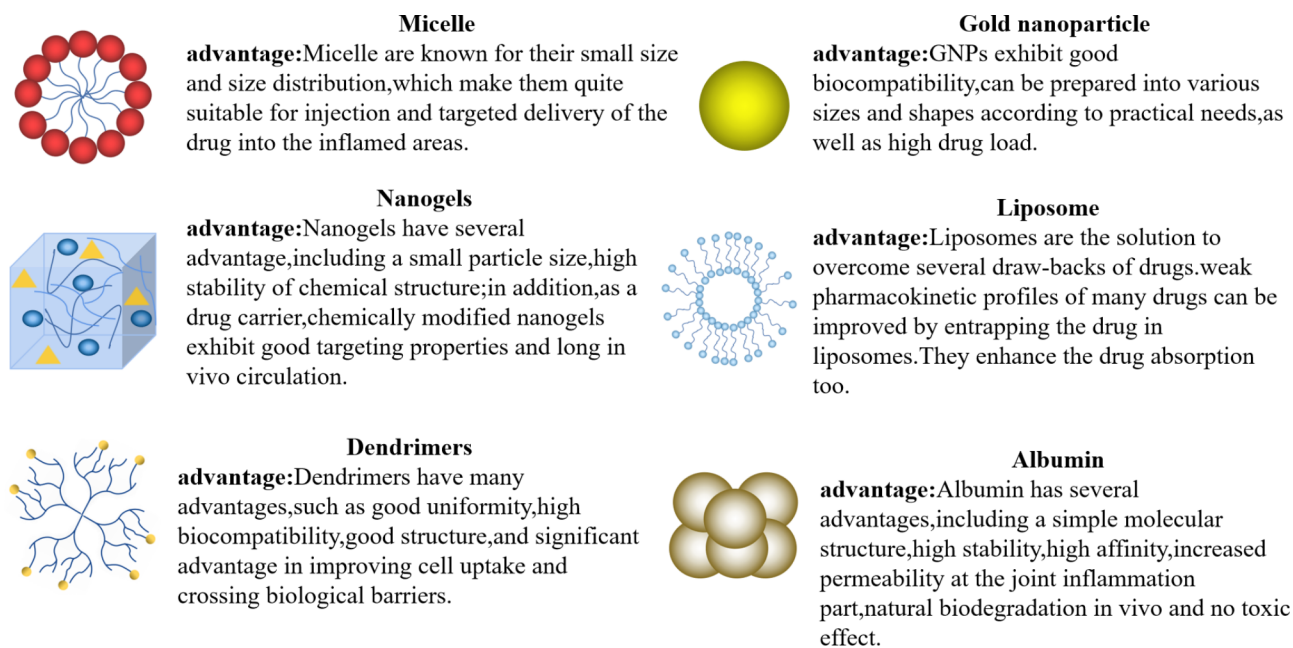 Micelle
advantage:Micelle are known for their small size
and size distribution,which make them quite
suitable for injection and targeted delivery of the
drug into the inflamed areas.
Gold nanoparticle
advantage:GNPs exhibit good
biocompatibility,can be prepared into various
sizes and shapes according to practical needs,as
well as high drug load.
Nanogels
advantage:Nanogels have several
advantage,including a small particle size,high
stability of chemical structure;in addition,as a
drug carrier,chemically modified nanogels
exhibit good targeting properties and long in
vivo circulation.
Liposome
advantage:Liposomes are the solution to
overcome several draw-backs of drugs.weak
pharmacokinetic profiles of many drugs can be
improved by entrapping the drug in
liposomes.They enhance the drug absorption
too.
Dendrimers
advantage:Dendrimers have many
advantages,such as good uniformity,high
biocompatibility,good structure,and significant
advantage in improving cell uptake and
crossing biological barriers.
Albumin
advantage:Albumin has several
advantages,including a simple molecular
structure,high stability,high affinity,increased
permeability at the joint inflammation
part,natural biodegradation in vivo and no toxic
effect.